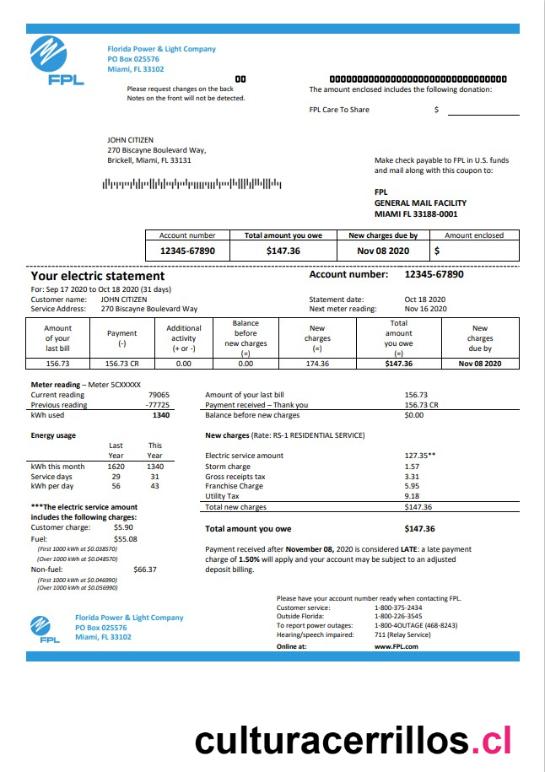 Florida Power & Light Company
PO Box 025576
Miami, FL 33102
FPL
Please request changes on the back
Notes on the front will not be detected.
The amount enclosed includes the following donation:
FPL Care To Share $
JOHN CITIZEN
270 Biscayne Boulevard Way,
Brickell, Miami, FL 33131
Make check payable to FPL in U.S. funds
and mail along with this coupon to:
FPL
GENERAL MAIL FACILITY
MIAMI FL 33188-0001
Account number Total amount you owe New charges due by Amount enclosed
12345-67890 $147.36 Nov 08 2020 $
Your electric statement Account number: 12345-67890
For: Sep 17 2020 to Oct 18 2020 (31 days)
Customer name: JOHN CITIZEN Statement date: Oct 18 2020
Service Address: 270 Biscayne Boulevard Way Next meter reading: Nov 16 2020
Amount of your last bill Payment (-) Additional activity (+ or -) Balance before new charges (=) New charges (=) Total amount you owe (=) New charges due by
156.73 156.73 CR 0.00 0.00 174.36 $147.36 Nov 08 2020
Meter reading – Meter 5CXXXXX
Current reading 79065
Previous reading -77725
kWh used 1340
Amount of your last bill 156.73
Payment received – Thank you 156.73 CR
Balance before new charges $0.00
Energy usage
Last Year This Year
kWh this month 1620 1340
Service days 29 31
kWh per day 56 43
New charges (Rate: RS-1 RESIDENTIAL SERVICE)
Electric service amount 127.35**
Storm charge 1.57
Gross receipts tax 3.31
Franchise charge 5.95
Utility Tax 9.18
Total new charges $147.36
Total amount you owe $147.36
***The electric service amount
includes the following charges:
Customer charge: $5.90
Fuel: $55.08
(First 1000 kWh at $0.038570)
(Over 1000 kWh at $0.048570)
Non-fuel: $66.37
(First 1000 kWh at $0.046990)
(Over 1000 kWh at $0.056990)
Payment received after November 08, 2020 is considered LATE: a late payment
charge of 1.50% will apply and your account may be subject to an adjusted
deposit billing.
Please have your account number ready when contacting FPL.
Customer service: 1-800-375-2434
Outside Florida: 1-800-226-3545
To report power outages: 1-800-4OUTAGE (468-8243)
Hearing/speech impaired: 711 (Relay Service)
Online at: www.FPL.com
Florida Power & Light Company
PO Box 025576
Miami, FL 33102
FPL
culturacerrillos.cl